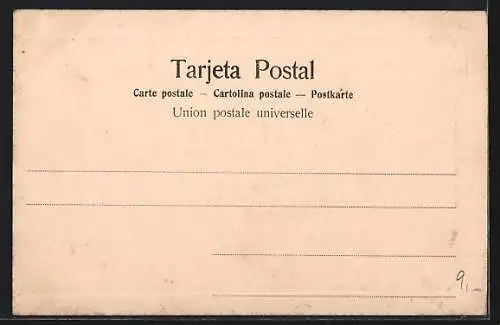 Tarjeta Postal
Carte postale – Cartolina postale — Postkarte
Union postale universelle
9,-